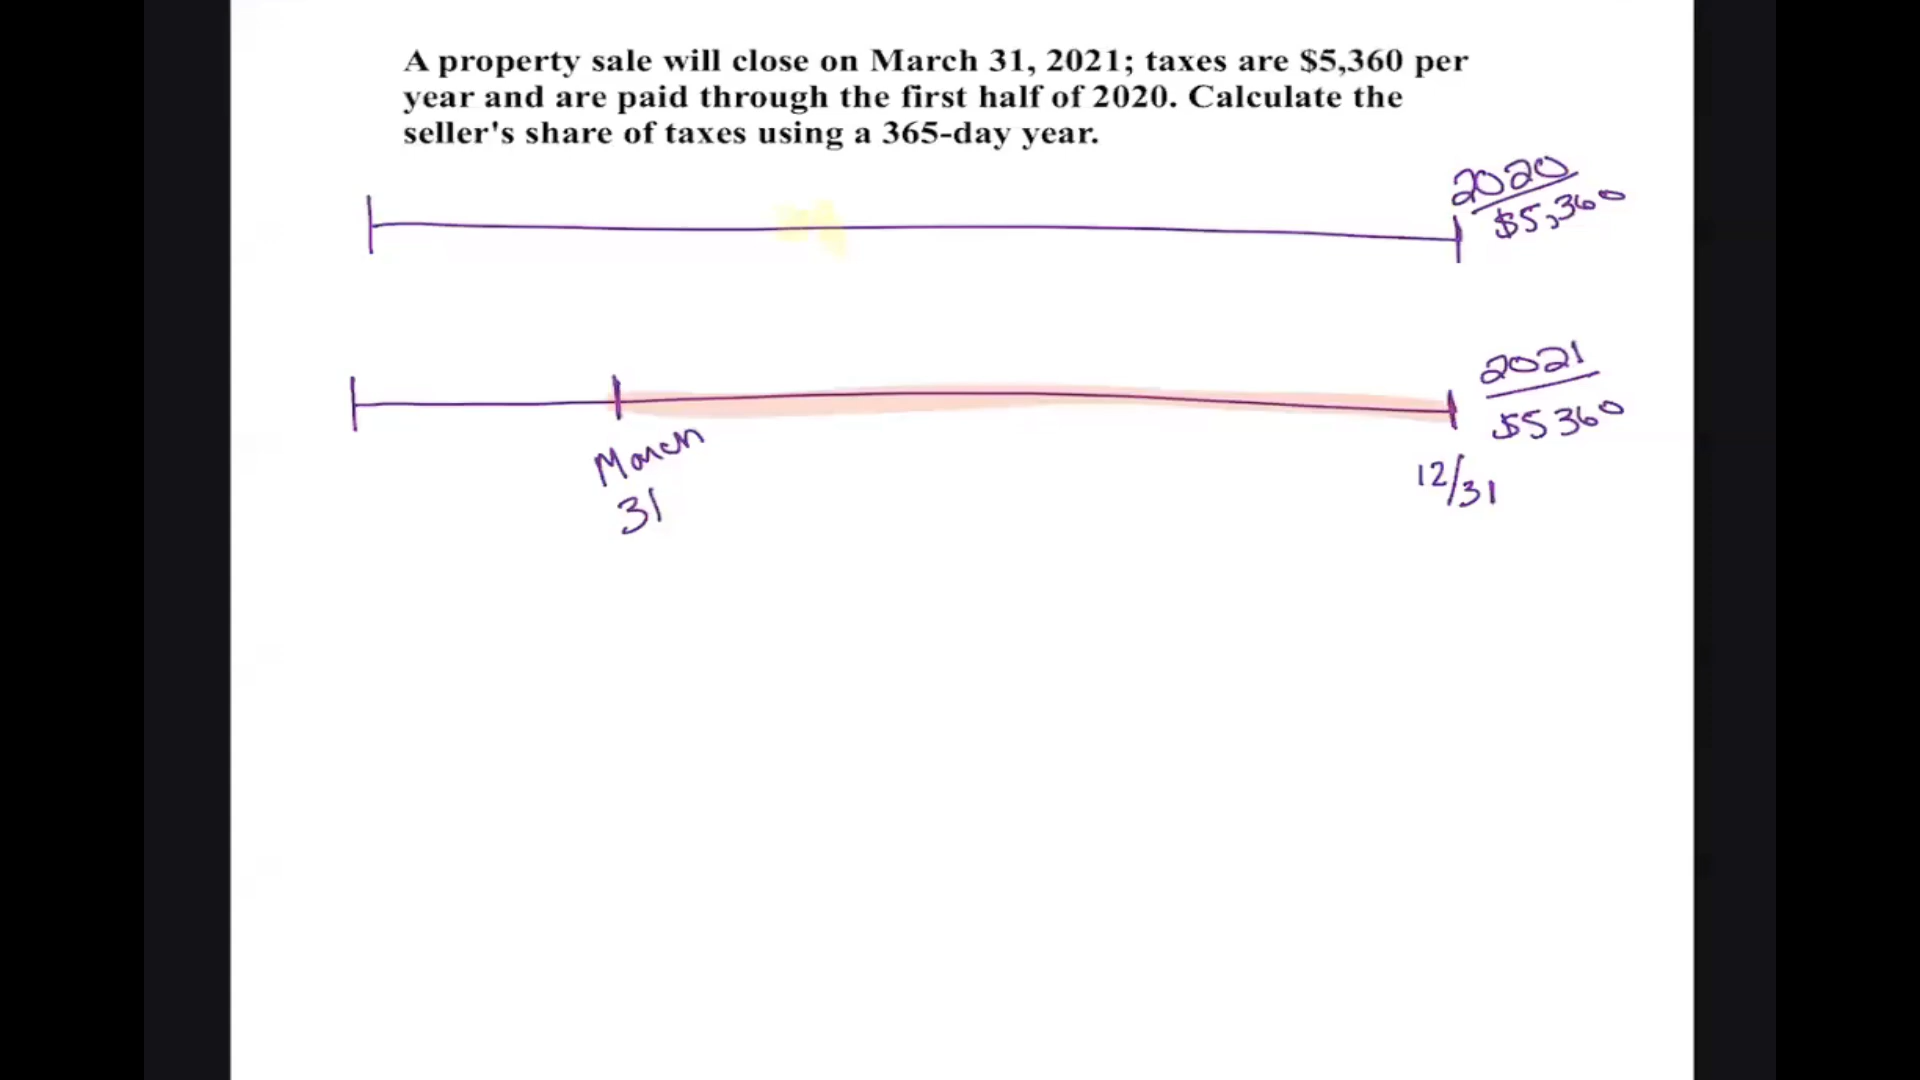 A property sale will close on March 31, 2021; taxes are $5,360 per
year and are paid through the first half of 2020. Calculate the
seller's share of taxes using a 365-day year.
2020
$5,360
2021
$5360
March
31
12/31